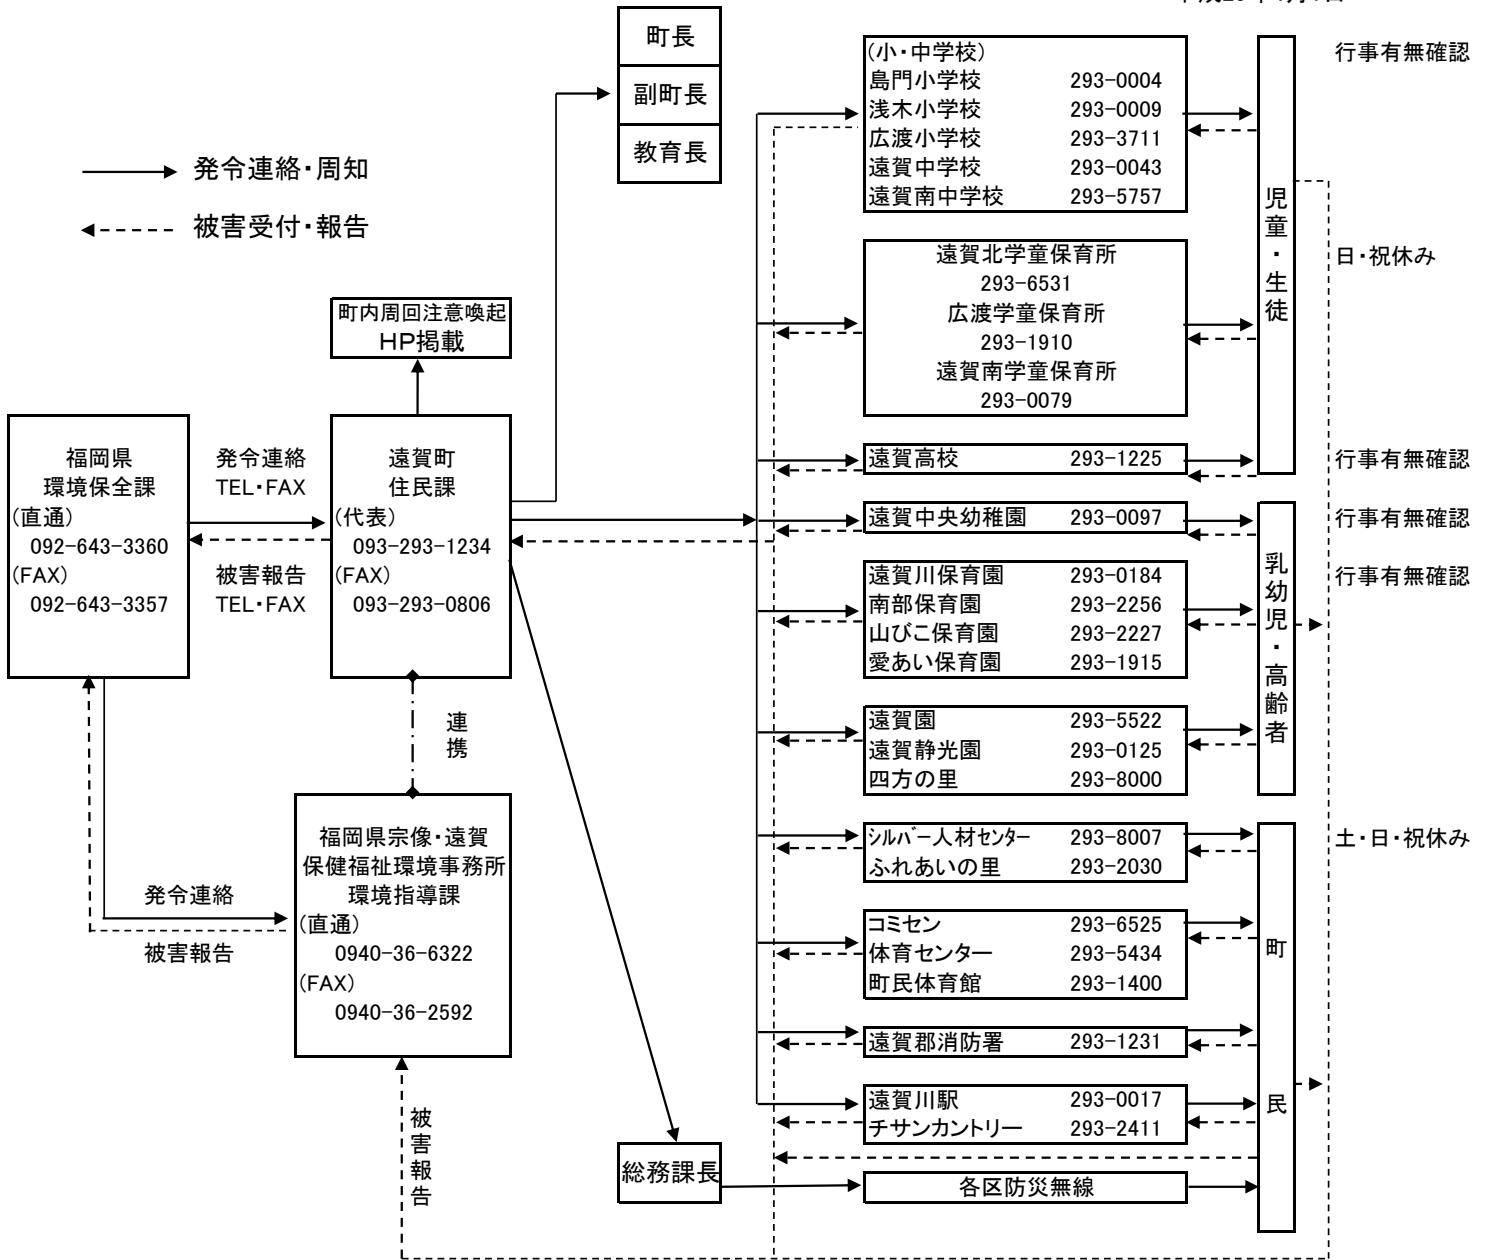 町長
副町長
教育長
発令連絡・周知
被害受付・報告
町内周回注意喚起
HP掲載
福岡県
環境保全課
(直通)
092-643-3360
(FAX)
092-643-3357
発令連絡
TEL・FAX
被害報告
TEL・FAX
遠賀町
住民課
(代表)
093-293-1234
(FAX)
093-293-0806
連携
福岡県宗像・遠賀
保健福祉環境事務所
環境指導課
(直通)
0940-36-6322
(FAX)
0940-36-2592
発令連絡
被害報告
被害報告
総務課長
(小・中学校)
島門小学校 293-0004
浅木小学校 293-0009
広渡小学校 293-3711
遠賀中学校 293-0043
遠賀南中学校 293-5757
遠賀北学童保育所
293-6531
広渡学童保育所
293-1910
遠賀南学童保育所
293-0079
遠賀高校 293-1225
遠賀中央幼稚園 293-0097
遠賀川保育園 293-0184
南部保育園 293-2256
山びこ保育園 293-2227
愛あい保育園 293-1915
遠賀園 293-5522
遠賀静光園 293-0125
四方の里 293-8000
シルバー人材センター 293-8007
ふれあいの里 293-2030
コミセン 293-6525
体育センター 293-5434
町民体育館 293-1400
遠賀郡消防署 293-1231
遠賀川駅 293-0017
チサンカントリー 293-2411
各区防災無線
児童・生徒
乳幼児・高齢者
町民
行事有無確認
日・祝休み
行事有無確認
行事有無確認
行事有無確認
土・日・祝休み